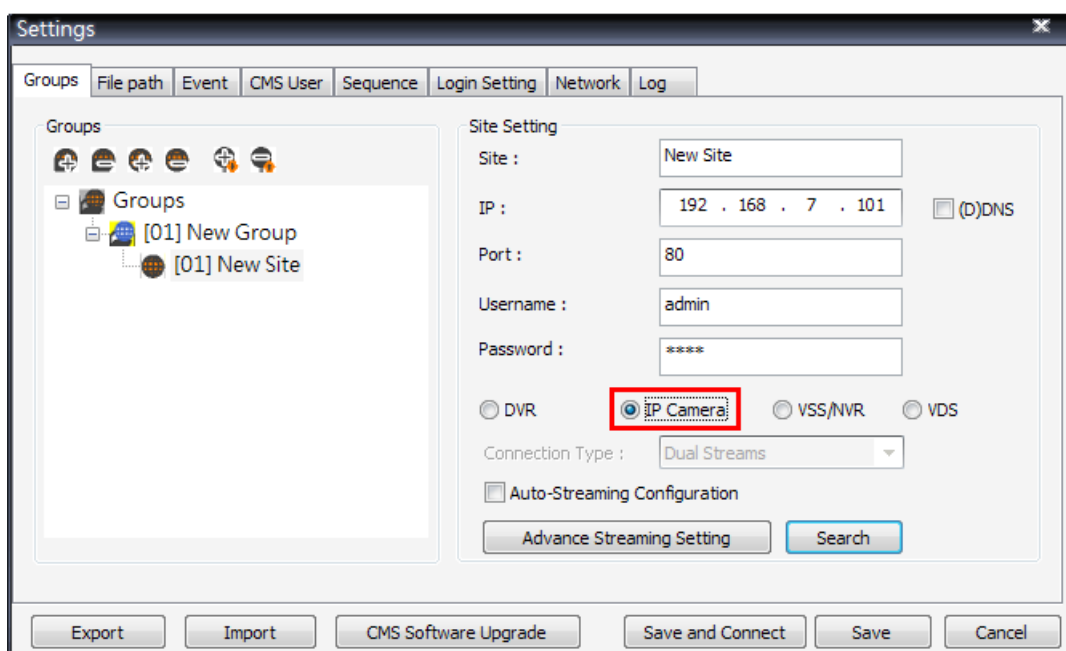 Settings
Groups File path Event CMS User Sequence Login Setting Network Log
Groups
Groups
[01] New Group
[01] New Site
Site Setting
Site : New Site
IP : 192 . 168 . 7 . 101 (D)DNS
Port : 80
Username : admin
Password : ****
DVR IP Camera VSS/NVR VDS
Connection Type : Dual Streams
Auto-Streaming Configuration
Advance Streaming Setting Search
Export Import CMS Software Upgrade Save and Connect Save Cancel